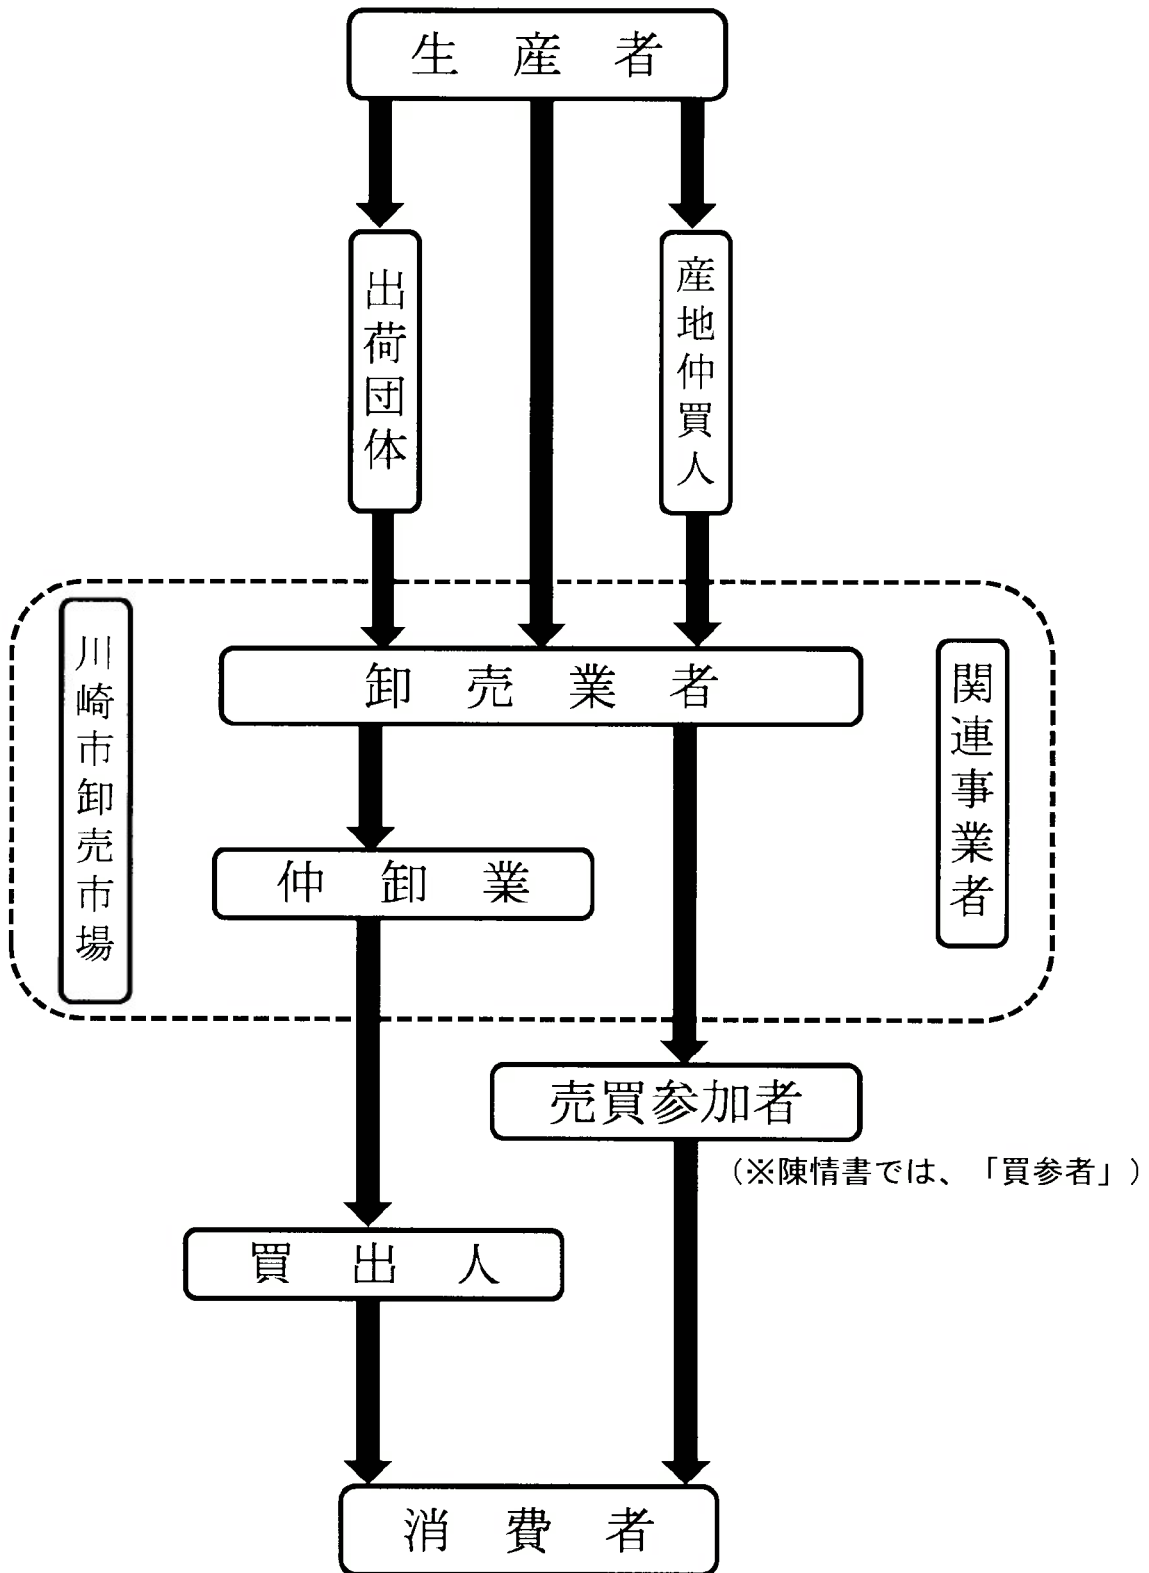 生産者
出荷団体
産地仲買人
川崎市卸売市場
卸売業者
関連事業者
仲卸業
売買参加者
（※陳情書では、「買参者」）
買出人
消費者